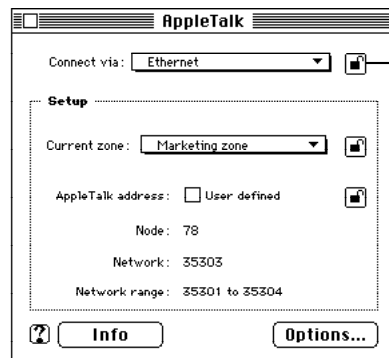 AppleTalk
Connect via: Ethernet
Setup
Current zone: Marketing zone
AppleTalk address: User defined
Node: 78
Network: 35303
Network range: 35301 to 35304
? Info Options...